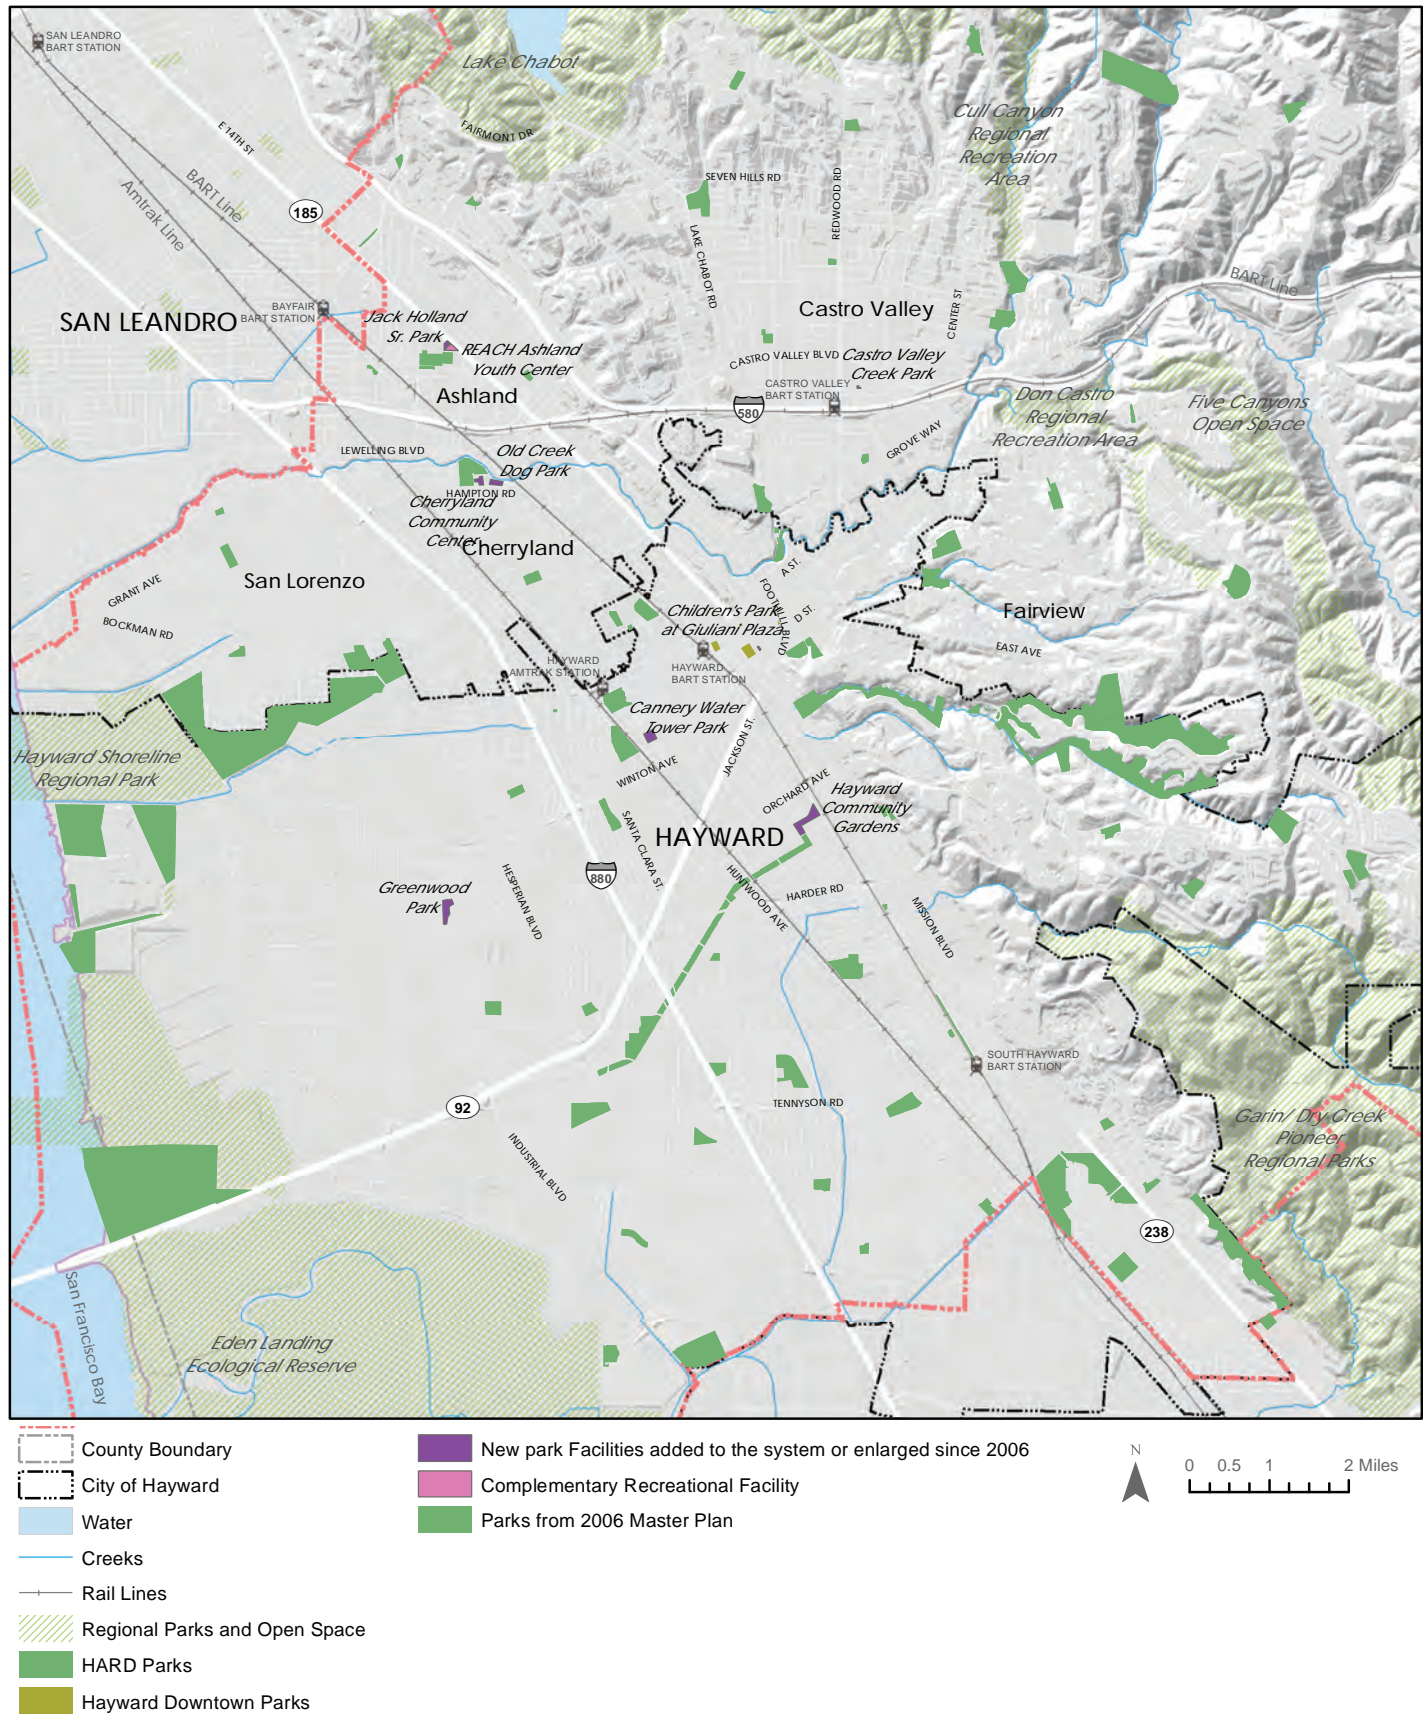 SAN LEANDRO
BART STATION
Lake Chabot
FAIRMONT DR
E 14TH ST
BART Line
Amtrak Line
185
Cull Canyon
Regional
Recreation
Area
SEVEN HILLS RD
REDWOOD RD
LAKE CHABOT RD
BART Line
CENTER ST
Castro Valley
SAN LEANDRO
BAYFAIR
BART STATION
Jack Holland
Sr. Park
REACH Ashland
Youth Center
Ashland
CASTRO VALLEY BLVD
Castro Valley
Creek Park
CASTRO VALLEY
BART STATION
580
Don Castro
Regional
Recreation Area
Five Canyons
Open Space
GROVE WAY
LEWELLING BLVD
Old Creek
Dog Park
HAMPTON RD
Cherryland
Community
Center
Cherryland
San Lorenzo
GRANT AVE
BOCKMAN RD
A ST.
FOOTHILL BLVD
D ST.
Children's Park
at Giuliani Plaza
Fairview
EAST AVE
HAYWARD
AMTRAK STATION
HAYWARD
BART STATION
Cannery Water
Tower Park
JACKSON ST.
WINTON AVE
Hayward Shoreline
Regional Park
ORCHARD AVE
Hayward
Community
Gardens
SANTA CLARA ST.
HAYWARD
880
HESPERIAN BLVD
Greenwood
Park
HUNTWOOD AVE
HARDER RD
MISSION BLVD
SOUTH HAYWARD
BART STATION
TENNYSON RD
92
INDUSTRIAL BLVD
Garin/ Dry Creek
Pioneer
Regional Parks
238
San Francisco Bay
Eden Landing
Ecological Reserve
County Boundary
City of Hayward
Water
Creeks
Rail Lines
Regional Parks and Open Space
HARD Parks
Hayward Downtown Parks
New park Facilities added to the system or enlarged since 2006
Complementary Recreational Facility
Parks from 2006 Master Plan
N
0 0.5 1 2 Miles